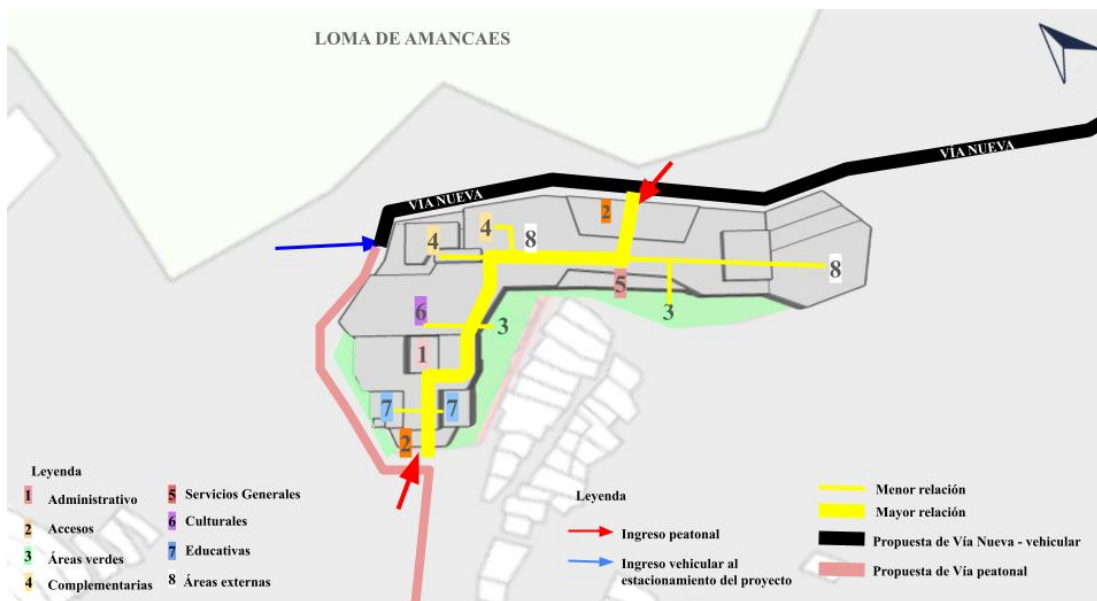 LOMA DE AMANCAES
VÍA NUEVA
VÍA NUEVA
2
4
4
8
8
5
3
6
3
1
7
7
2
Leyenda
1 Administrativo
2 Accesos
3 Áreas verdes
4 Complementarias
5 Servicios Generales
6 Culturales
7 Educativas
8 Áreas externas
Leyenda
Ingreso peatonal
Ingreso vehicular al
estacionamiento del proyecto
Menor relación
Mayor relación
Propuesta de Vía Nueva - vehicular
Propuesta de Vía peatonal